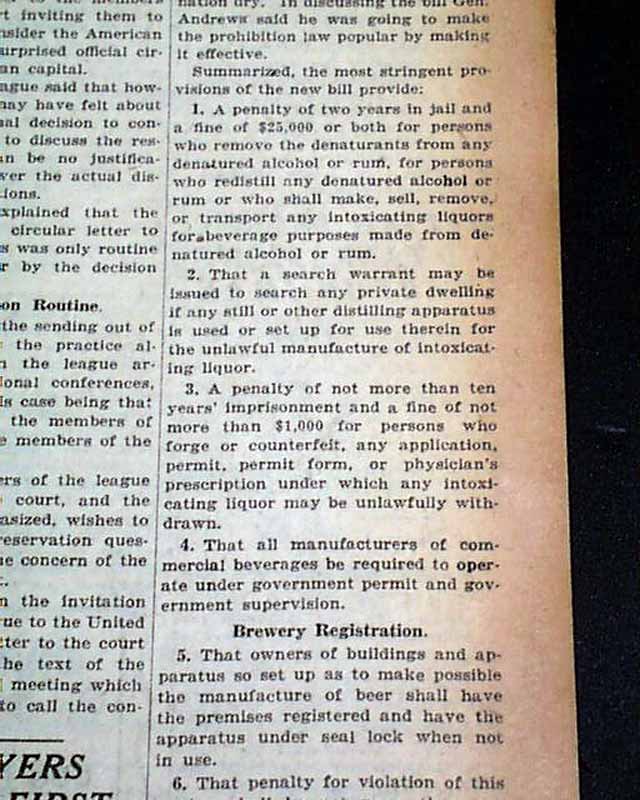 to the members
rt inviting them to
nsider the American
urprised official cir-
an capital.
ague said that how-
may have felt about
nal decision to con-
to discuss the res-
n be no justifica-
ver the actual dis-
ions.
xplained that the
circular letter to
s was only routine
r by the decision
on Routine.
the sending out of
the practice al-
n the league ar-
ional conferences,
is case being that
the members of
e members of the
ers of the league
court, and the
asized, wishes to
reservation ques-
ne concern of the
n the invitation
rue to the United
tter to the court
the text of the
meeting which
to call the con-
YERS
FIRST
nation dry. In discussing the bill Gen.
Andrews said he was going to make
the prohibition law popular by making
it effective.
Summarized, the most stringent pro-
visions of the new bill provide:
1. A penalty of two years in jail and
a fine of $25,000 or both for persons
who remove the denaturants from any
denatured alcohol or rum, for persons
who redistill any denatured alcohol or
rum or who shall make, sell, remove,
or transport any intoxicating liquors
for beverage purposes made from de-
natured alcohol or rum.
2. That a search warrant may be
issued to search any private dwelling
if any still or other distilling apparatus
is used or set up for use therein for
the unlawful manufacture of intoxicat-
ing liquor.
3. A penalty of not more than ten
years' imprisonment and a fine of not
more than $1,000 for persons who
forge or counterfeit, any application,
permit, permit form, or physician's
prescription under which any intoxi-
cating liquor may be unlawfully with-
drawn.
4. That all manufacturers of com-
mercial beverages be required to oper-
ate under government permit and gov-
ernment supervision.
Brewery Registration.
5. That owners of buildings and ap-
paratus so set up as to make possible
the manufacture of beer shall have
the premises registered and have the
apparatus under seal lock when not
in use.
6. That penalty for violation of this